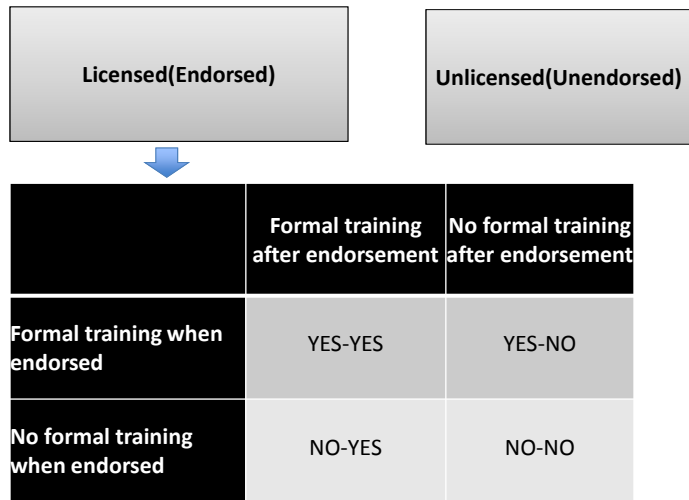 Licensed(Endorsed)
Unlicensed(Unendorsed)
Formal training
after endorsement
No formal training
after endorsement
Formal training when
endorsed
YES-YES
YES-NO
No formal training
when endorsed
NO-YES
NO-NO